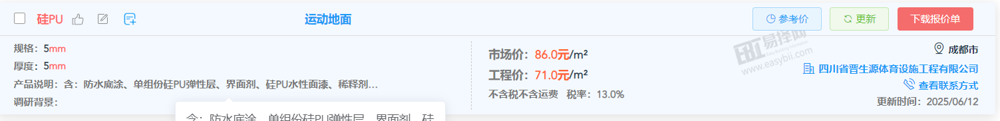 硅PU
运动地面
参考价
更新
下载报价单
规格：5mm
厚度：5mm
产品说明：含：防水底涂、单组份硅PU弹性层、界面剂、硅PU水性面漆、稀释剂...
调研背景：
市场价：86.0元/m²
工程价：71.0元/m²
不含税不含运费 税率：13.0%
易择网
www.easybii.com
成都市
四川省晋生源体育设施工程有限公司
查看联系方式
更新时间：2025/06/12
含：防水底涂、单组份硅PU弹性层、界面剂、硅